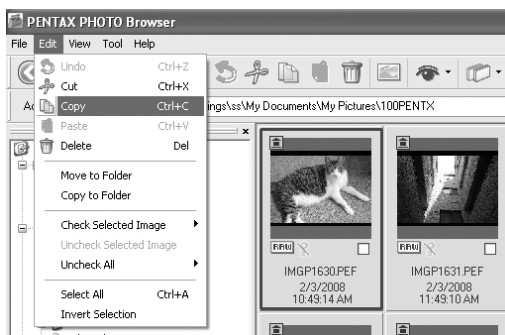 PENTAX PHOTO Browser
File Edit View Tool Help
Undo Ctrl+Z
Cut Ctrl+X
Copy Ctrl+C
Paste Ctrl+V
Delete Del
Move to Folder
Copy to Folder
Check Selected Image
Uncheck Selected Image
Uncheck All
Select All Ctrl+A
Invert Selection
ings\ss\My Documents\My Pictures\100PENTX
RAW
IMGP1630.PEF
2/3/2008
10:49:14 AM
RAW
IMGP1631.PEF
2/3/2008
11:49:10 AM